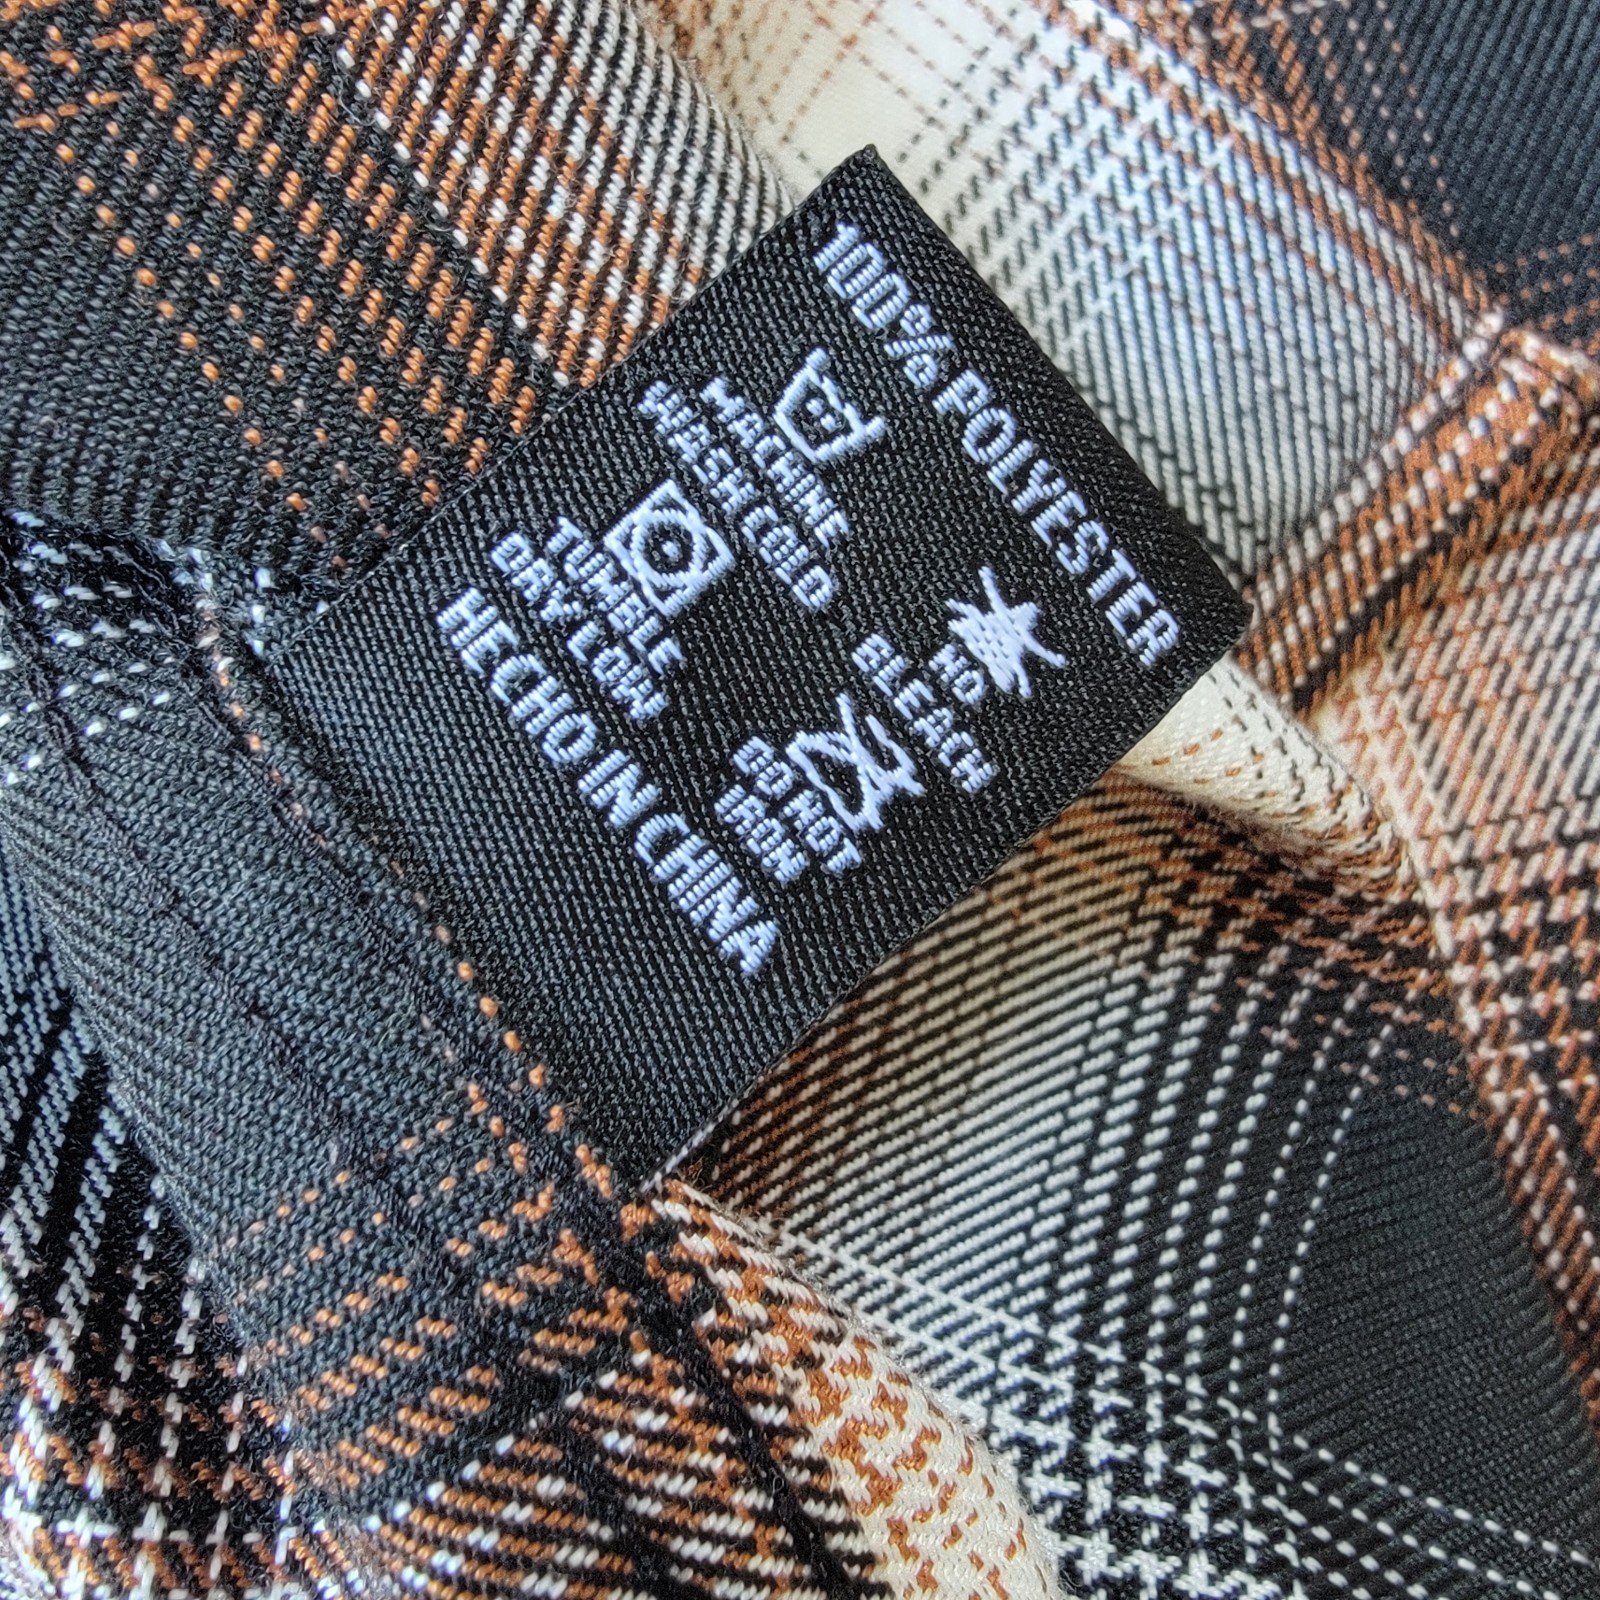 100% POLYESTER
MACHINE
WASH COLD
NO
BLEACH
TUMBLE
DRY LOW
DO NOT
IRON
HECHO IN CHINA